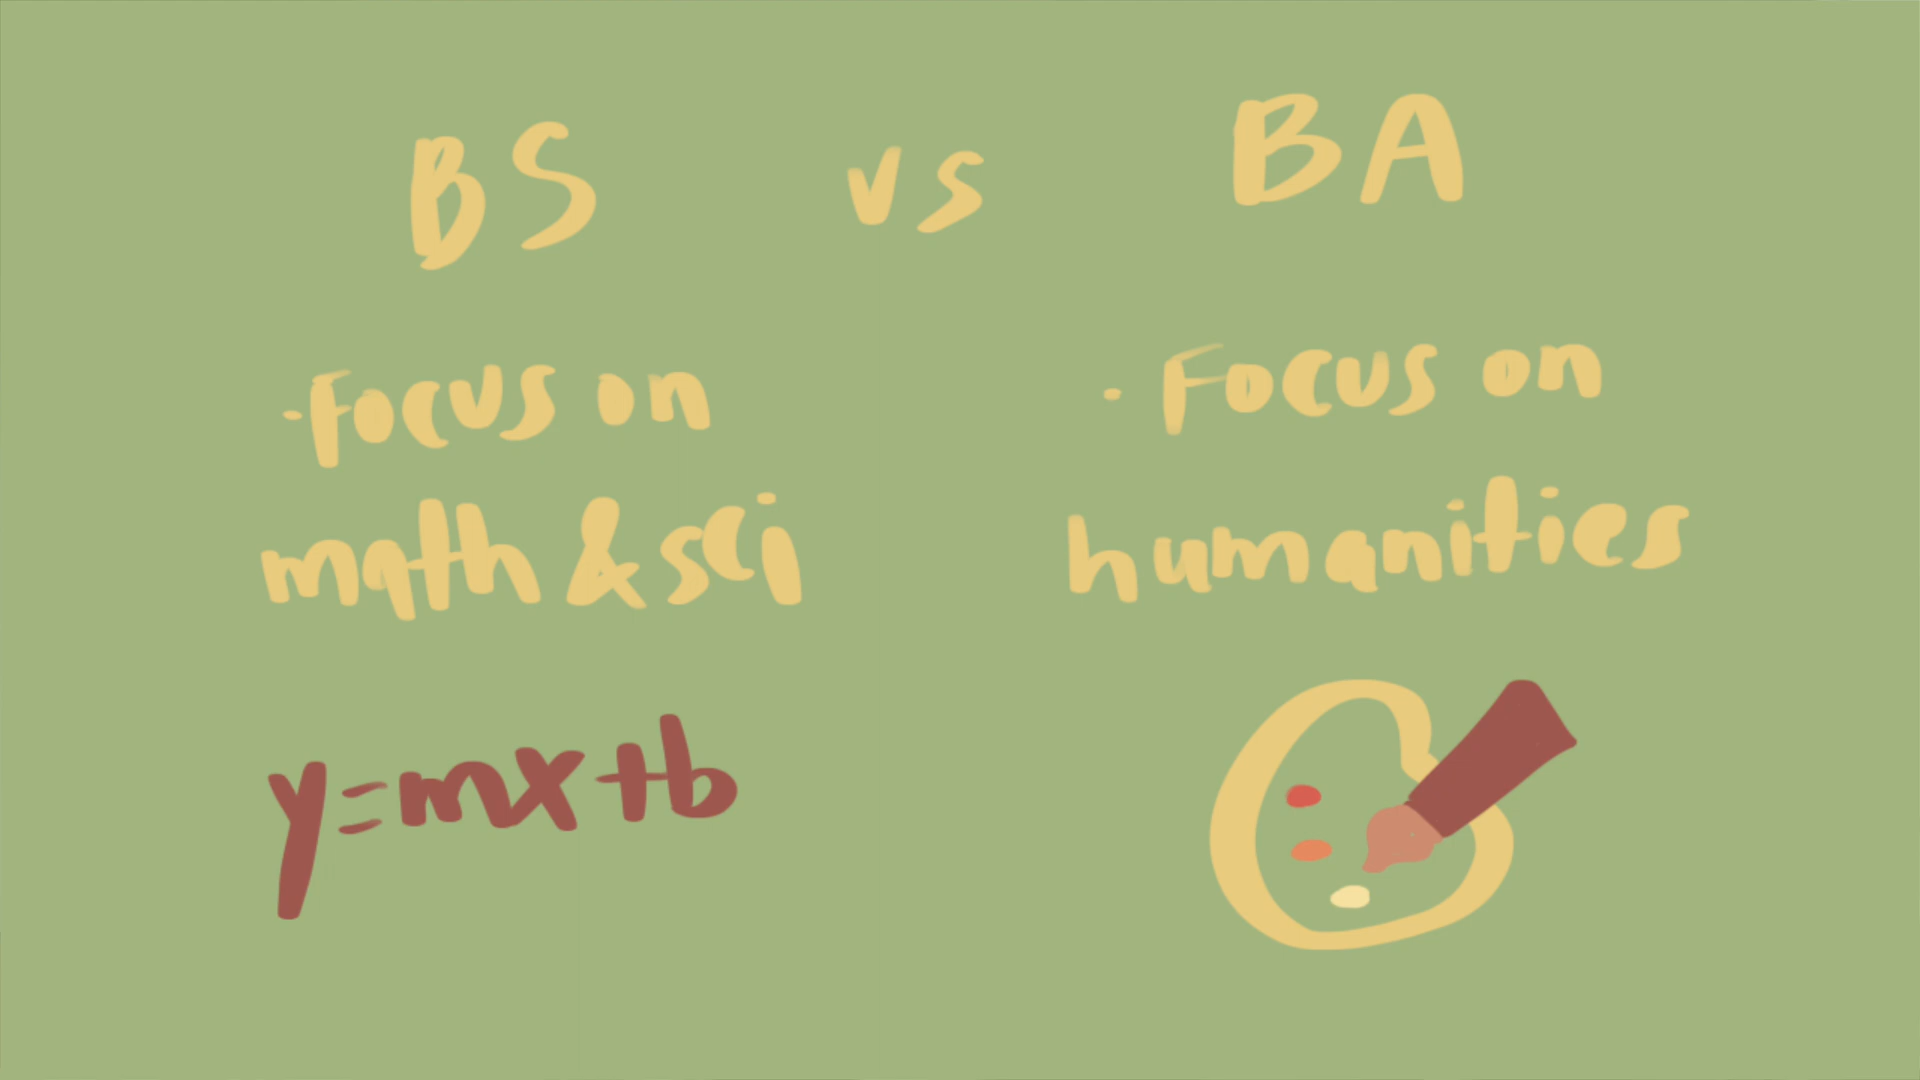 BS vs BA
-Focus on
math & sci
y=mx+b
· Focus on
humanities